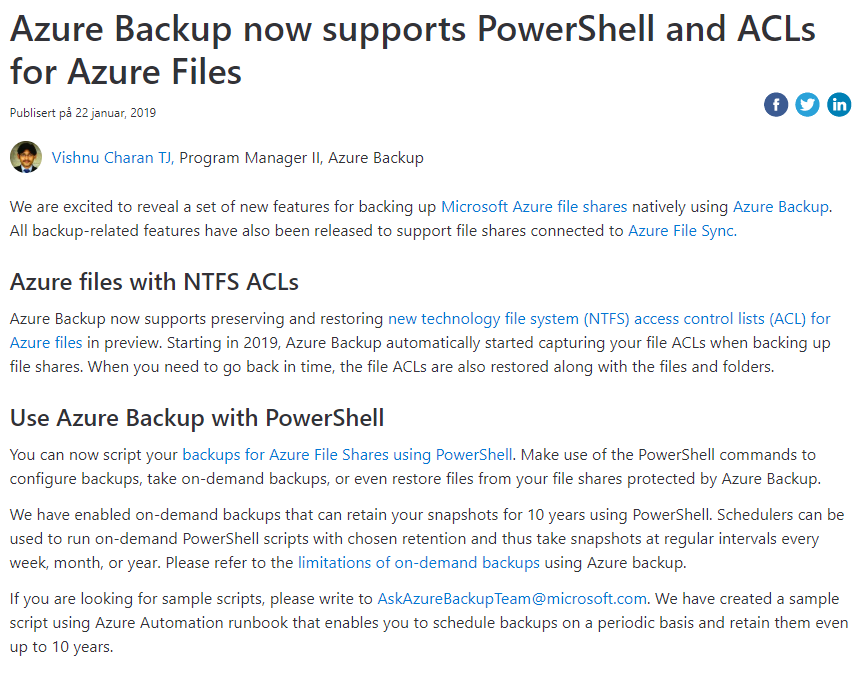 Azure Backup now supports PowerShell and ACLs
for Azure Files
Publisert på 22 januar, 2019
Vishnu Charan TJ, Program Manager II, Azure Backup
We are excited to reveal a set of new features for backing up Microsoft Azure file shares natively using Azure Backup.
All backup-related features have also been released to support file shares connected to Azure File Sync.
Azure files with NTFS ACLs
Azure Backup now supports preserving and restoring new technology file system (NTFS) access control lists (ACL) for
Azure files in preview. Starting in 2019, Azure Backup automatically started capturing your file ACLs when backing up
file shares. When you need to go back in time, the file ACLs are also restored along with the files and folders.
Use Azure Backup with PowerShell
You can now script your backups for Azure File Shares using PowerShell. Make use of the PowerShell commands to
configure backups, take on-demand backups, or even restore files from your file shares protected by Azure Backup.
We have enabled on-demand backups that can retain your snapshots for 10 years using PowerShell. Schedulers can be
used to run on-demand PowerShell scripts with chosen retention and thus take snapshots at regular intervals every
week, month, or year. Please refer to the limitations of on-demand backups using Azure backup.
If you are looking for sample scripts, please write to AskAzureBackupTeam@microsoft.com. We have created a sample
script using Azure Automation runbook that enables you to schedule backups on a periodic basis and retain them even
up to 10 years.